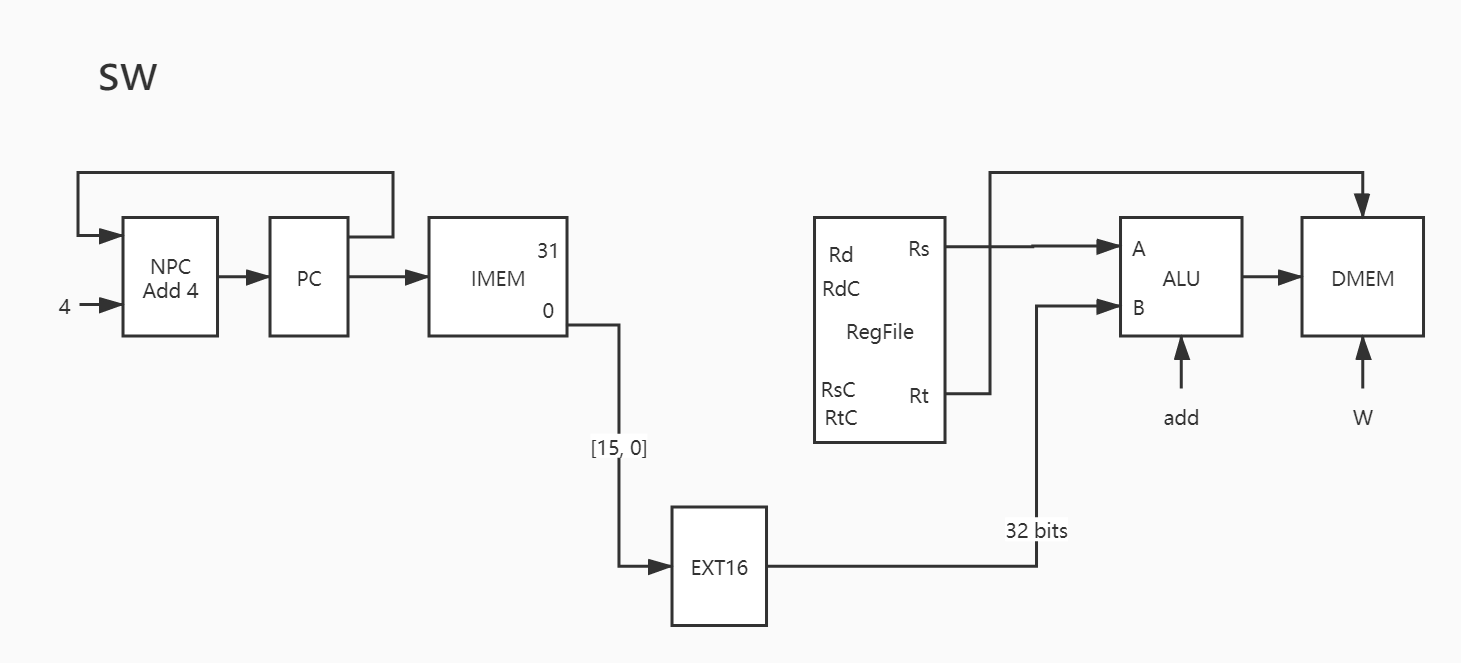 SW
NPC
Add 4
4
PC
IMEM
31
0
[15, 0]
EXT16
Rd
RdC
RegFile
RsC
RtC
Rs
Rt
32 bits
A
B
ALU
add
DMEM
W